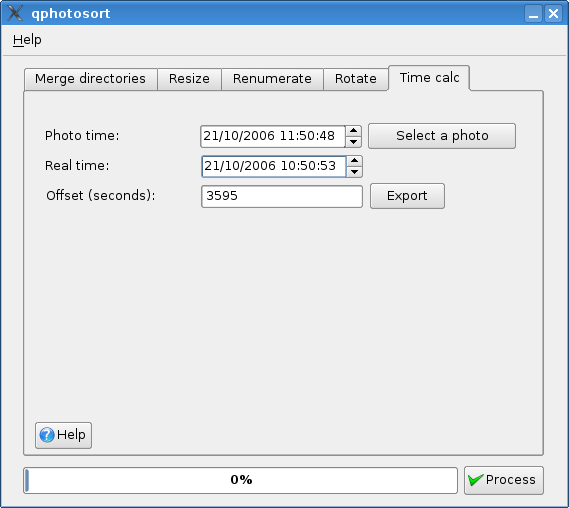 qphotosort
Help
Merge directories Resize Renumerate Rotate Time calc
Photo time: 21/10/2006 11:50:48 Select a photo
Real time: 21/10/2006 10:50:53
Offset (seconds): 3595 Export
Help
0% Process